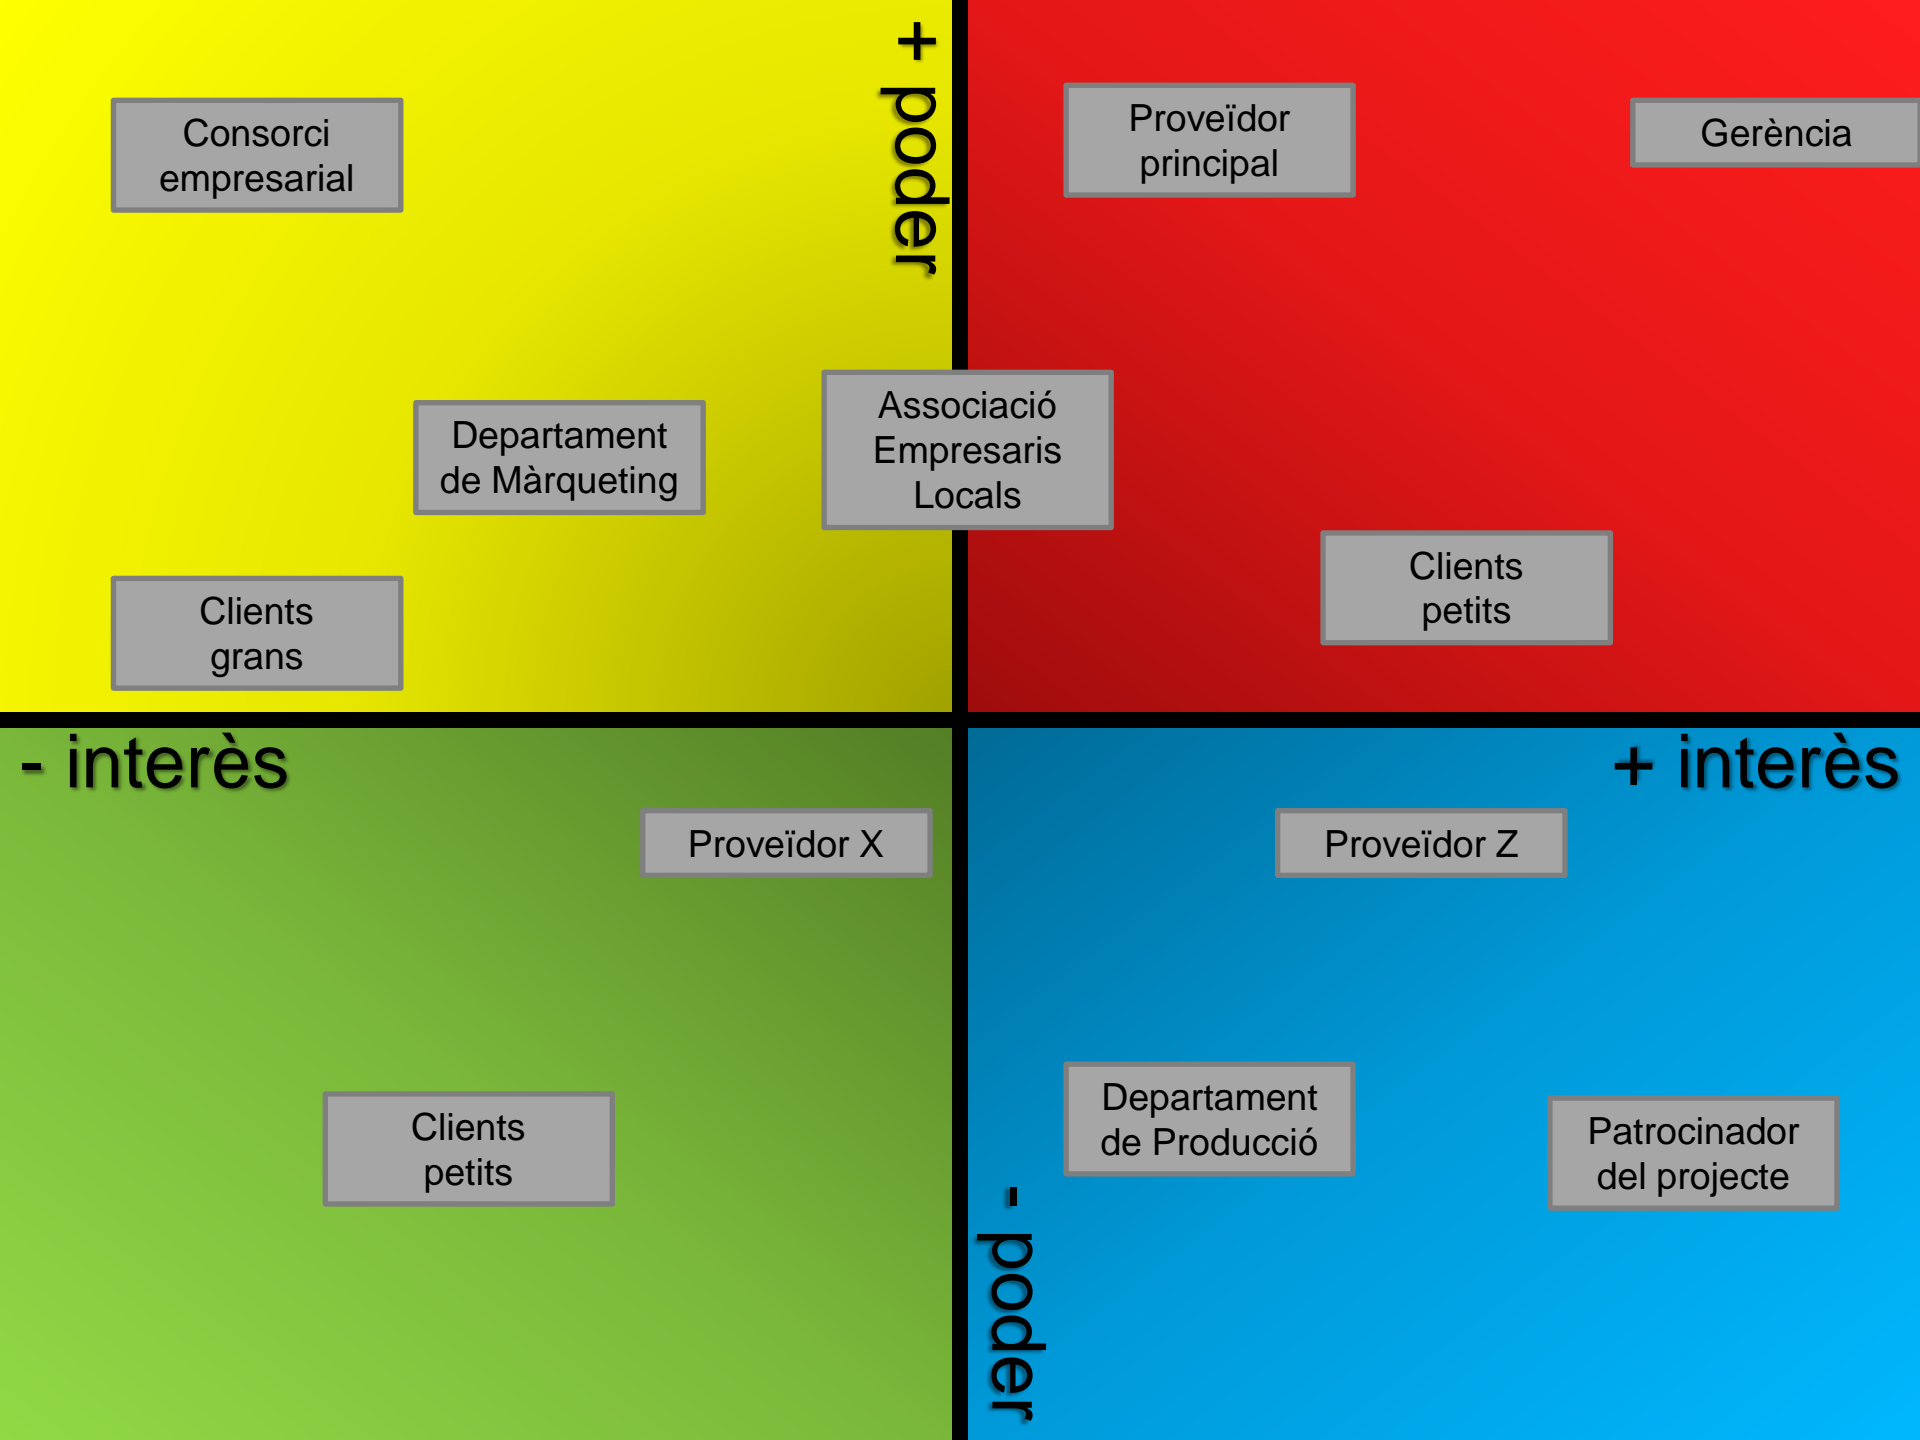 + poder
Consorci
empresarial
Proveïdor
principal
Gerència
Departament
de Màrqueting
Associació
Empresaris
Locals
Clients
grans
Clients
petits
- interès
+ interès
Proveïdor X
Proveïdor Z
Clients
petits
Departament
de Producció
Patrocinador
del projecte
- poder